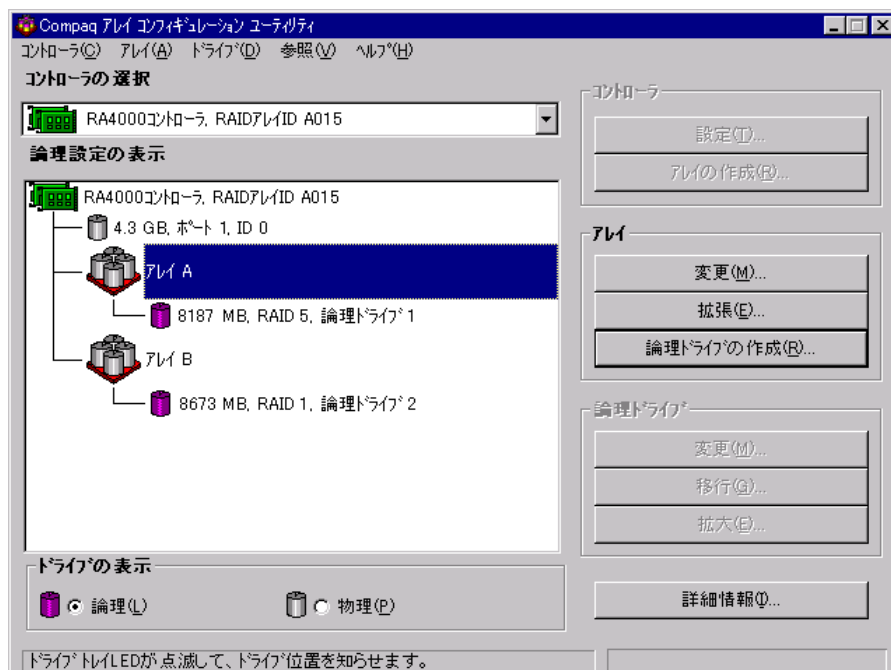 Compaq アレイ コンフィギュレーション ユーティリティ
コントローラ(C) アレイ(A) ドライブ(D) 参照(V) ヘルプ(H)
コントローラの選択
RA4000コントローラ, RAIDアレイID A015
論理設定の表示
RA4000コントローラ, RAIDアレイID A015
4.3 GB, ポート 1, ID 0
アレイ A
8187 MB, RAID 5, 論理ドライブ 1
アレイ B
8673 MB, RAID 1, 論理ドライブ 2
ドライブの表示
論理(L)
物理(P)
コントローラ
設定(T)...
アレイの作成(R)...
アレイ
変更(M)...
拡張(E)...
論理ドライブの作成(R)...
論理ドライブ
変更(M)...
移行(G)...
拡大(E)...
詳細情報(I)...
ドライブ トレイLEDが点滅して、ドライブ位置を知らせます。